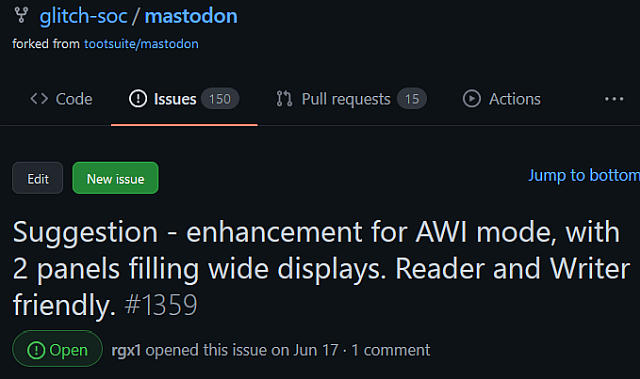 glitch-soc / mastodon
forked from tootsuite/mastodon
Code Issues 150 Pull requests 15 Actions ...
Edit New issue Jump to bottom
Suggestion - enhancement for AWI mode, with
2 panels filling wide displays. Reader and Writer
friendly. #1359
Open rgx1 opened this issue on Jun 17 · 1 comment